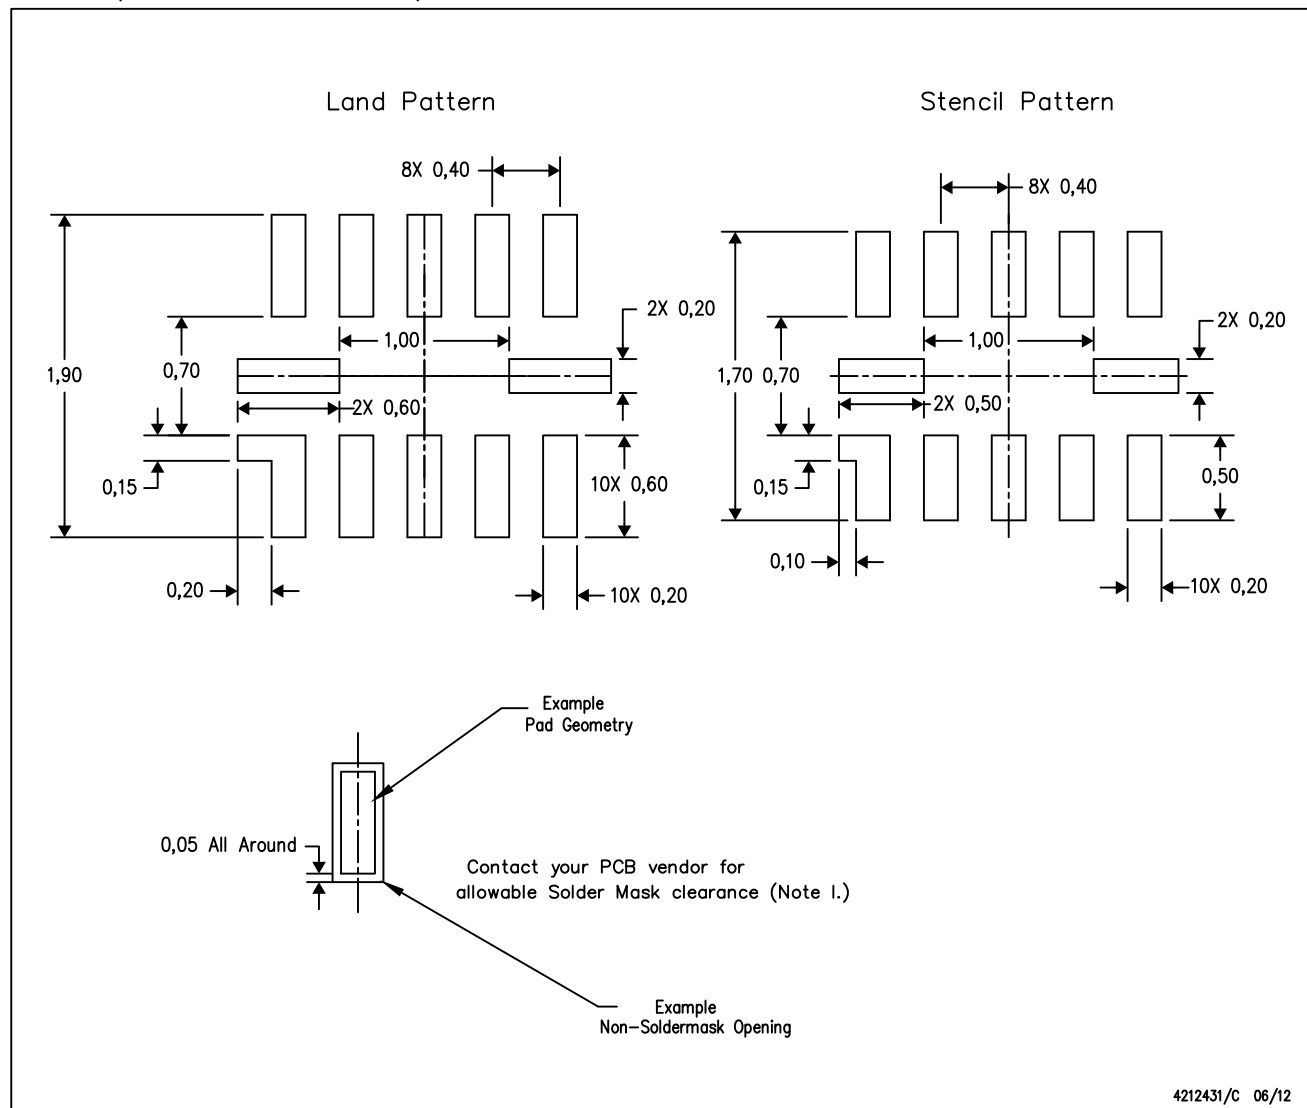 Land Pattern
Stencil Pattern
8X 0,40
8X 0,40
2X 0,20
2X 0,20
1,00
1,00
1,90
0,70
1,70
0,70
2X 0,60
2X 0,50
0,15
10X 0,60
0,15
0,50
0,20
10X 0,20
0,10
10X 0,20
Example
Pad Geometry
0,05 All Around
Contact your PCB vendor for
allowable Solder Mask clearance (Note I.)
Example
Non-Soldermask Opening
4212431/C 06/12